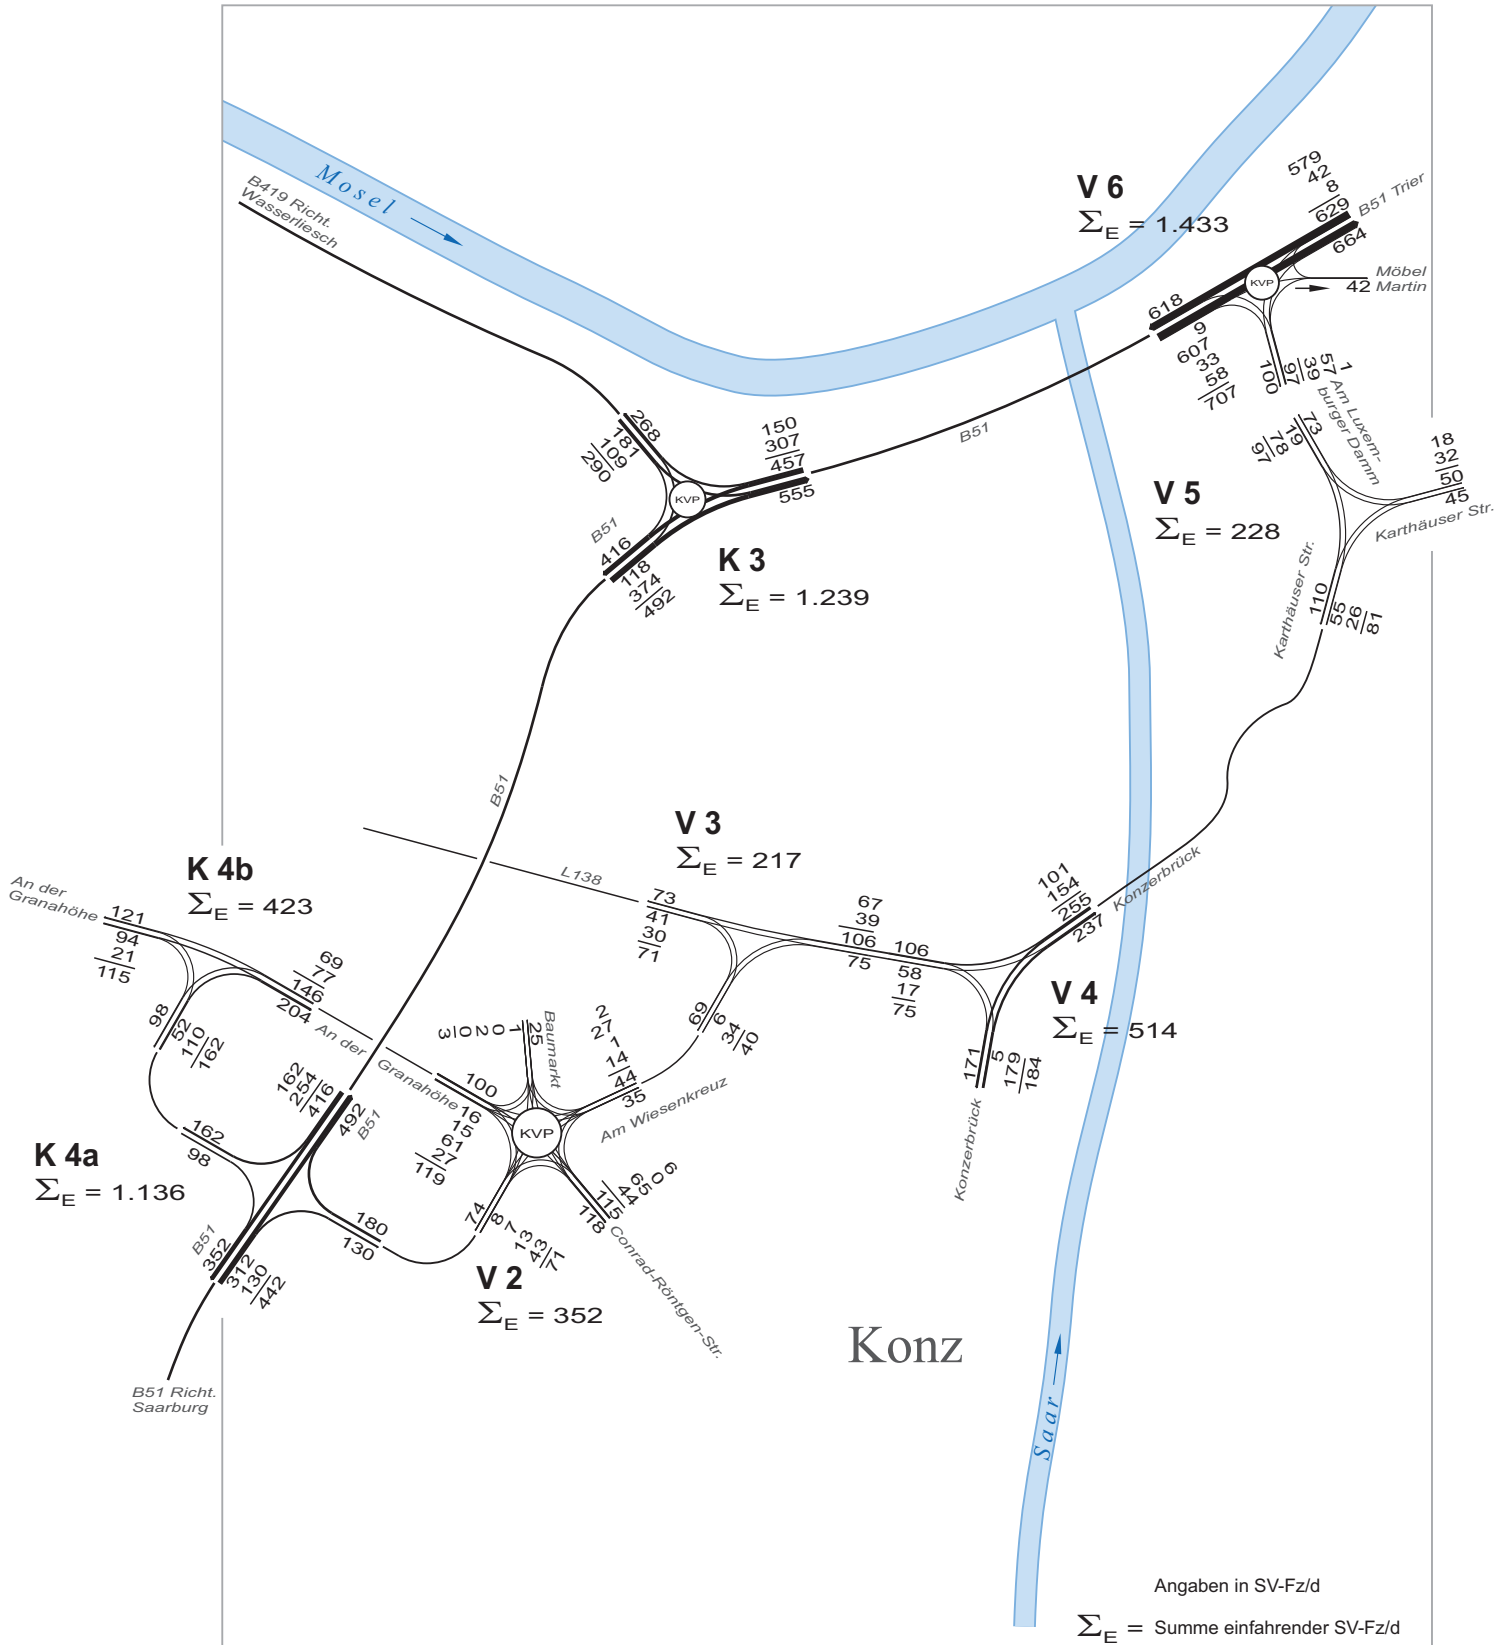 Mosel
B419 Richt.
Wasserliesch
V 6
ΣE = 1.433
579
42
8
629
B51 Trier
664
KVP
Möbel
Martin
42
618
9
607
33
58
707
100
97
39
57
1
Am Luxem-
burger Damm
B51
268
181
109
290
150
307
457
555
KVP
B51
416
118
374
492
K 3
ΣE = 1.239
V 5
ΣE = 228
73
19
78
97
18
32
50
45
Karthäuser Str.
Karthäuser Str.
110
55
26
81
B51
V 3
ΣE = 217
L138
73
41
30
71
67
39
106
75
69
6
34
40
106
58
17
75
101
154
255
237
Konzerbrück
V 4
ΣE = 514
171
5
179
184
Konzerbrück
K 4b
ΣE = 423
An der
Granahöhe
121
94
21
115
69
77
146
204
98
52
110
162
An der
Granahöhe
162
254
416
492
B51
K 4a
ΣE = 1.136
162
98
B51
352
312
130
442
180
130
B51 Richt.
Saarburg
Baumarkt
1
2
0
0
3
25
100
16
15
61
27
119
KVP
2
27
1
14
44
35
Am Wiesenkreuz
6
0
65
44
115
118
Conrad-Röntgen-Str.
74
8
7
13
43
71
V 2
ΣE = 352
Konz
Saar
Angaben in SV-Fz/d
ΣE = Summe einfahrender SV-Fz/d